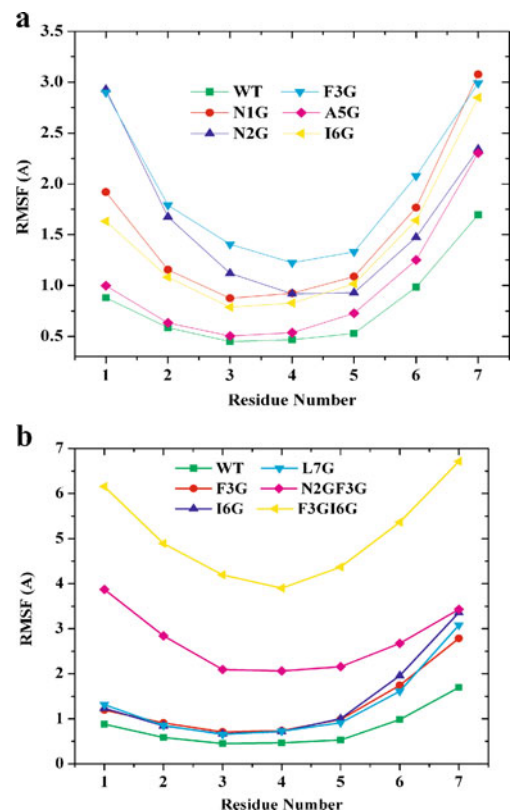 a
3.5
3.0
2.5
2.0
1.5
1.0
0.5
RMSF (A)
WT F3G
N1G A5G
N2G I6G
1 2 3 4 5 6 7
Residue Number
b
7
6
5
4
3
2
1
0
RMSF (A)
WT L7G
F3G N2GF3G
I6G F3GI6G
1 2 3 4 5 6 7
Residue Number